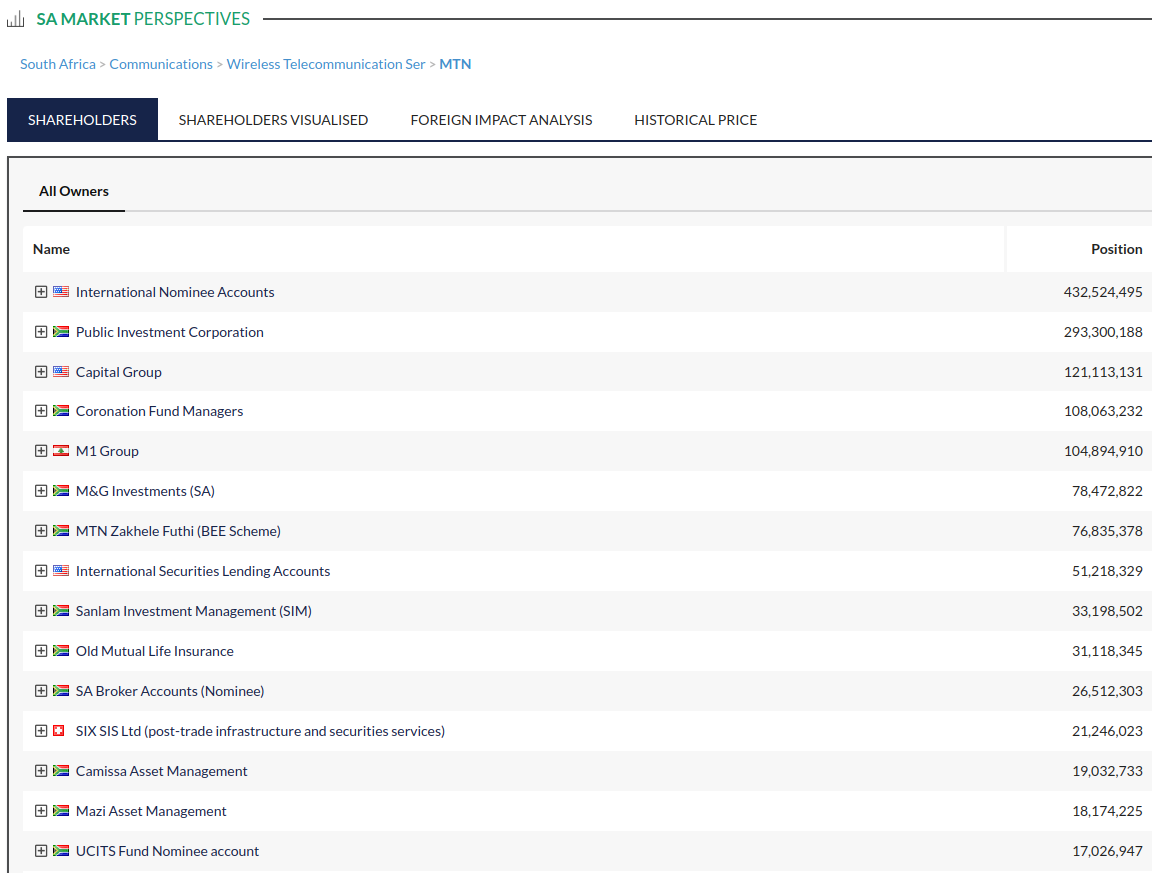 SA MARKET PERSPECTIVES
South Africa > Communications > Wireless Telecommunication Ser > MTN
SHAREHOLDERS SHAREHOLDERS VISUALISED FOREIGN IMPACT ANALYSIS HISTORICAL PRICE
All Owners
Name Position
International Nominee Accounts 432,524,495
Public Investment Corporation 293,300,188
Capital Group 121,113,131
Coronation Fund Managers 108,063,232
M1 Group 104,894,910
M&G Investments (SA) 78,472,822
MTN Zakhele Futhi (BEE Scheme) 76,835,378
International Securities Lending Accounts 51,218,329
Sanlam Investment Management (SIM) 33,198,502
Old Mutual Life Insurance 31,118,345
SA Broker Accounts (Nominee) 26,512,303
SIX SIS Ltd (post-trade infrastructure and securities services) 21,246,023
Camissa Asset Management 19,032,733
Mazi Asset Management 18,174,225
UCITS Fund Nominee account 17,026,947